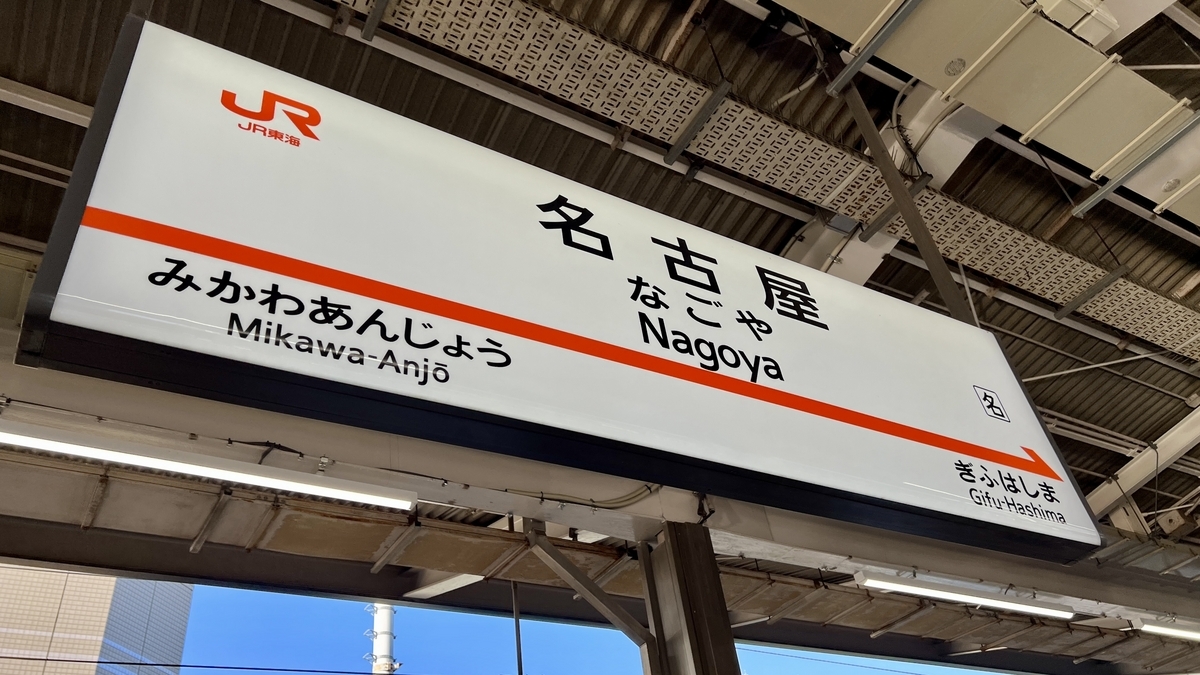 JR
JR東海
名古屋
なごや
Nagoya
みかわあんじょう
Mikawa-Anjō
名
ぎふはしま
Gifu-Hashima